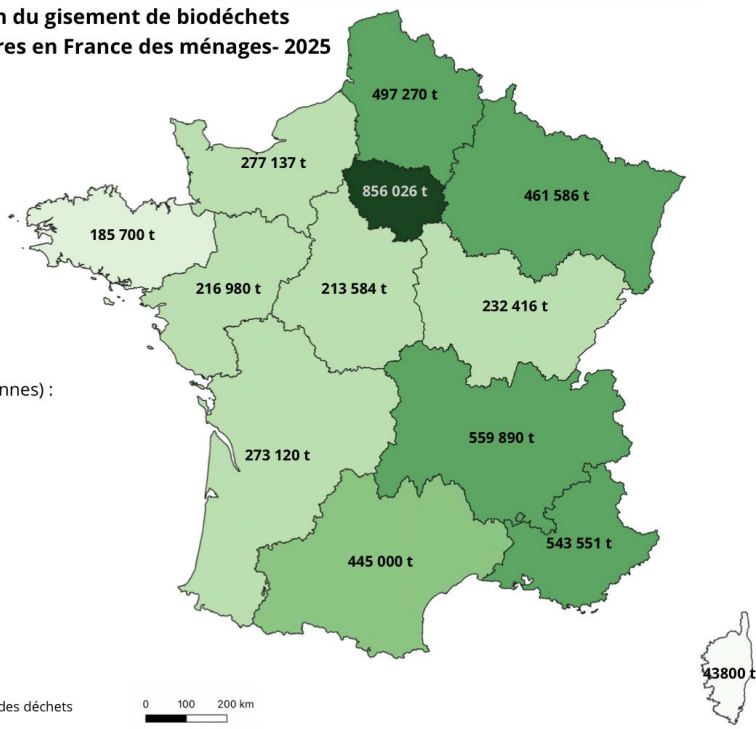 n du gisement de biodéchets
res en France des ménages- 2025
497 270 t
277 137 t
856 026 t
461 586 t
185 700 t
216 980 t
213 584 t
232 416 t
nnes) :
559 890 t
273 120 t
543 551 t
445 000 t
43800 t
des déchets
0 100 200 km